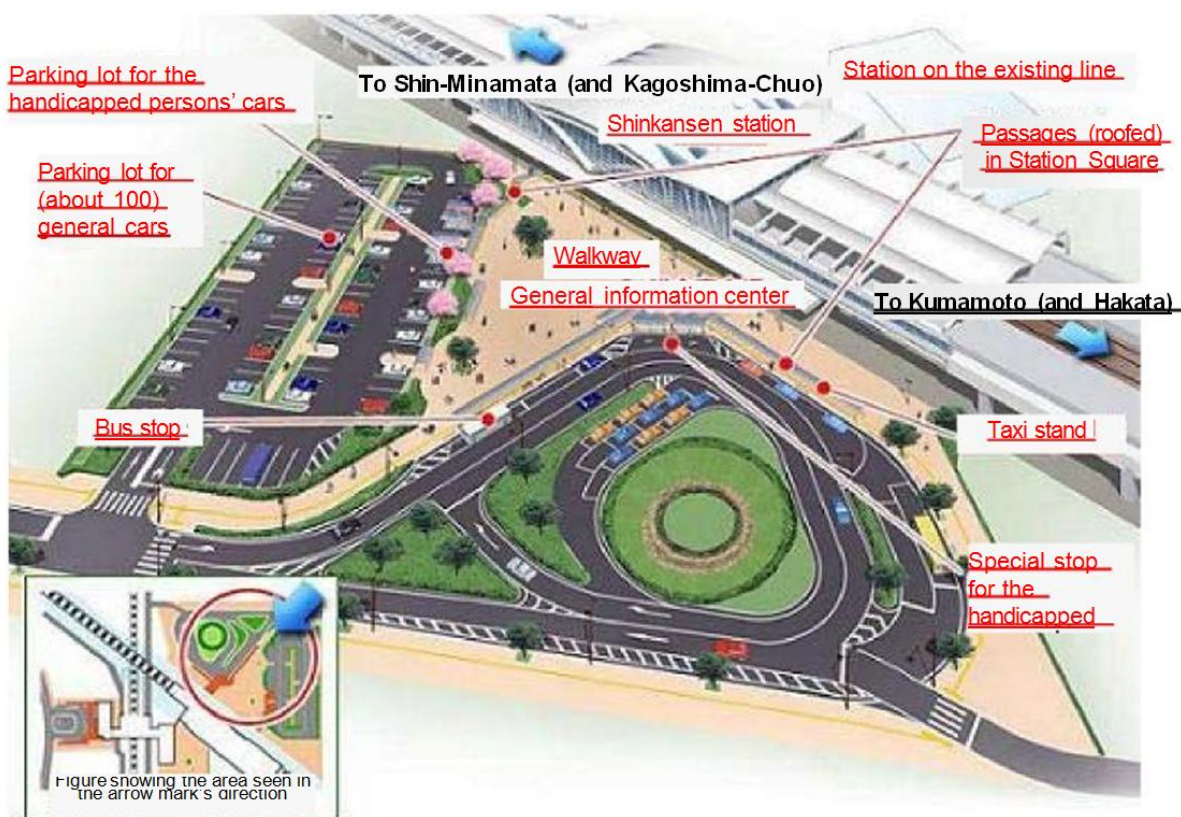 To Shin-Minamata (and Kagoshima-Chuo)
Parking lot for the
handicapped persons' cars
Station on the existing line
Shinkansen station
Passages (roofed)
in Station Square
Parking lot for
(about 100)
general cars
Walkway
General information center
To Kumamoto (and Hakata)
Bus stop
Taxi stand
Special stop
for the
handicapped
Figure showing the area seen in
the arrow mark's direction